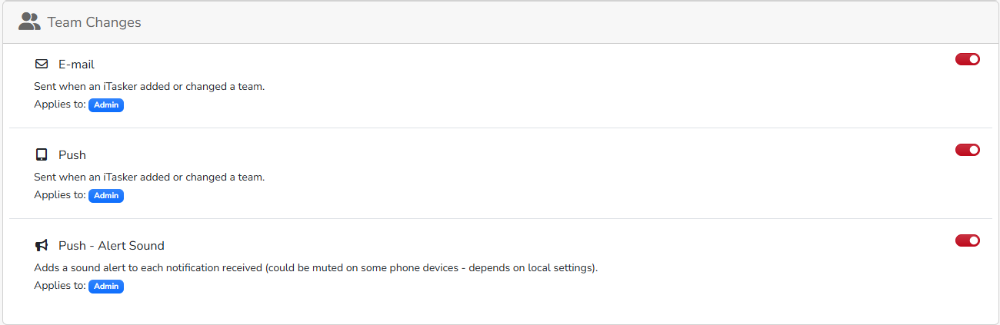 Team Changes
E-mail
Sent when an iTasker added or changed a team.
Applies to: Admin
Push
Sent when an iTasker added or changed a team.
Applies to: Admin
Push - Alert Sound
Adds a sound alert to each notification received (could be muted on some phone devices - depends on local settings).
Applies to: Admin